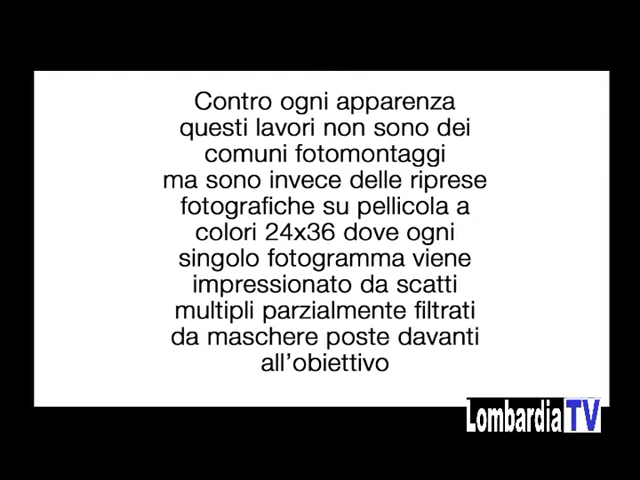 Contro ogni apparenza
questi lavori non sono dei
comuni fotomontaggi
ma sono invece delle riprese
fotografiche su pellicola a
colori 24x36 dove ogni
singolo fotogramma viene
impressionato da scatti
multipli parzialmente filtrati
da maschere poste davanti
all'obiettivo
LombardiaTV